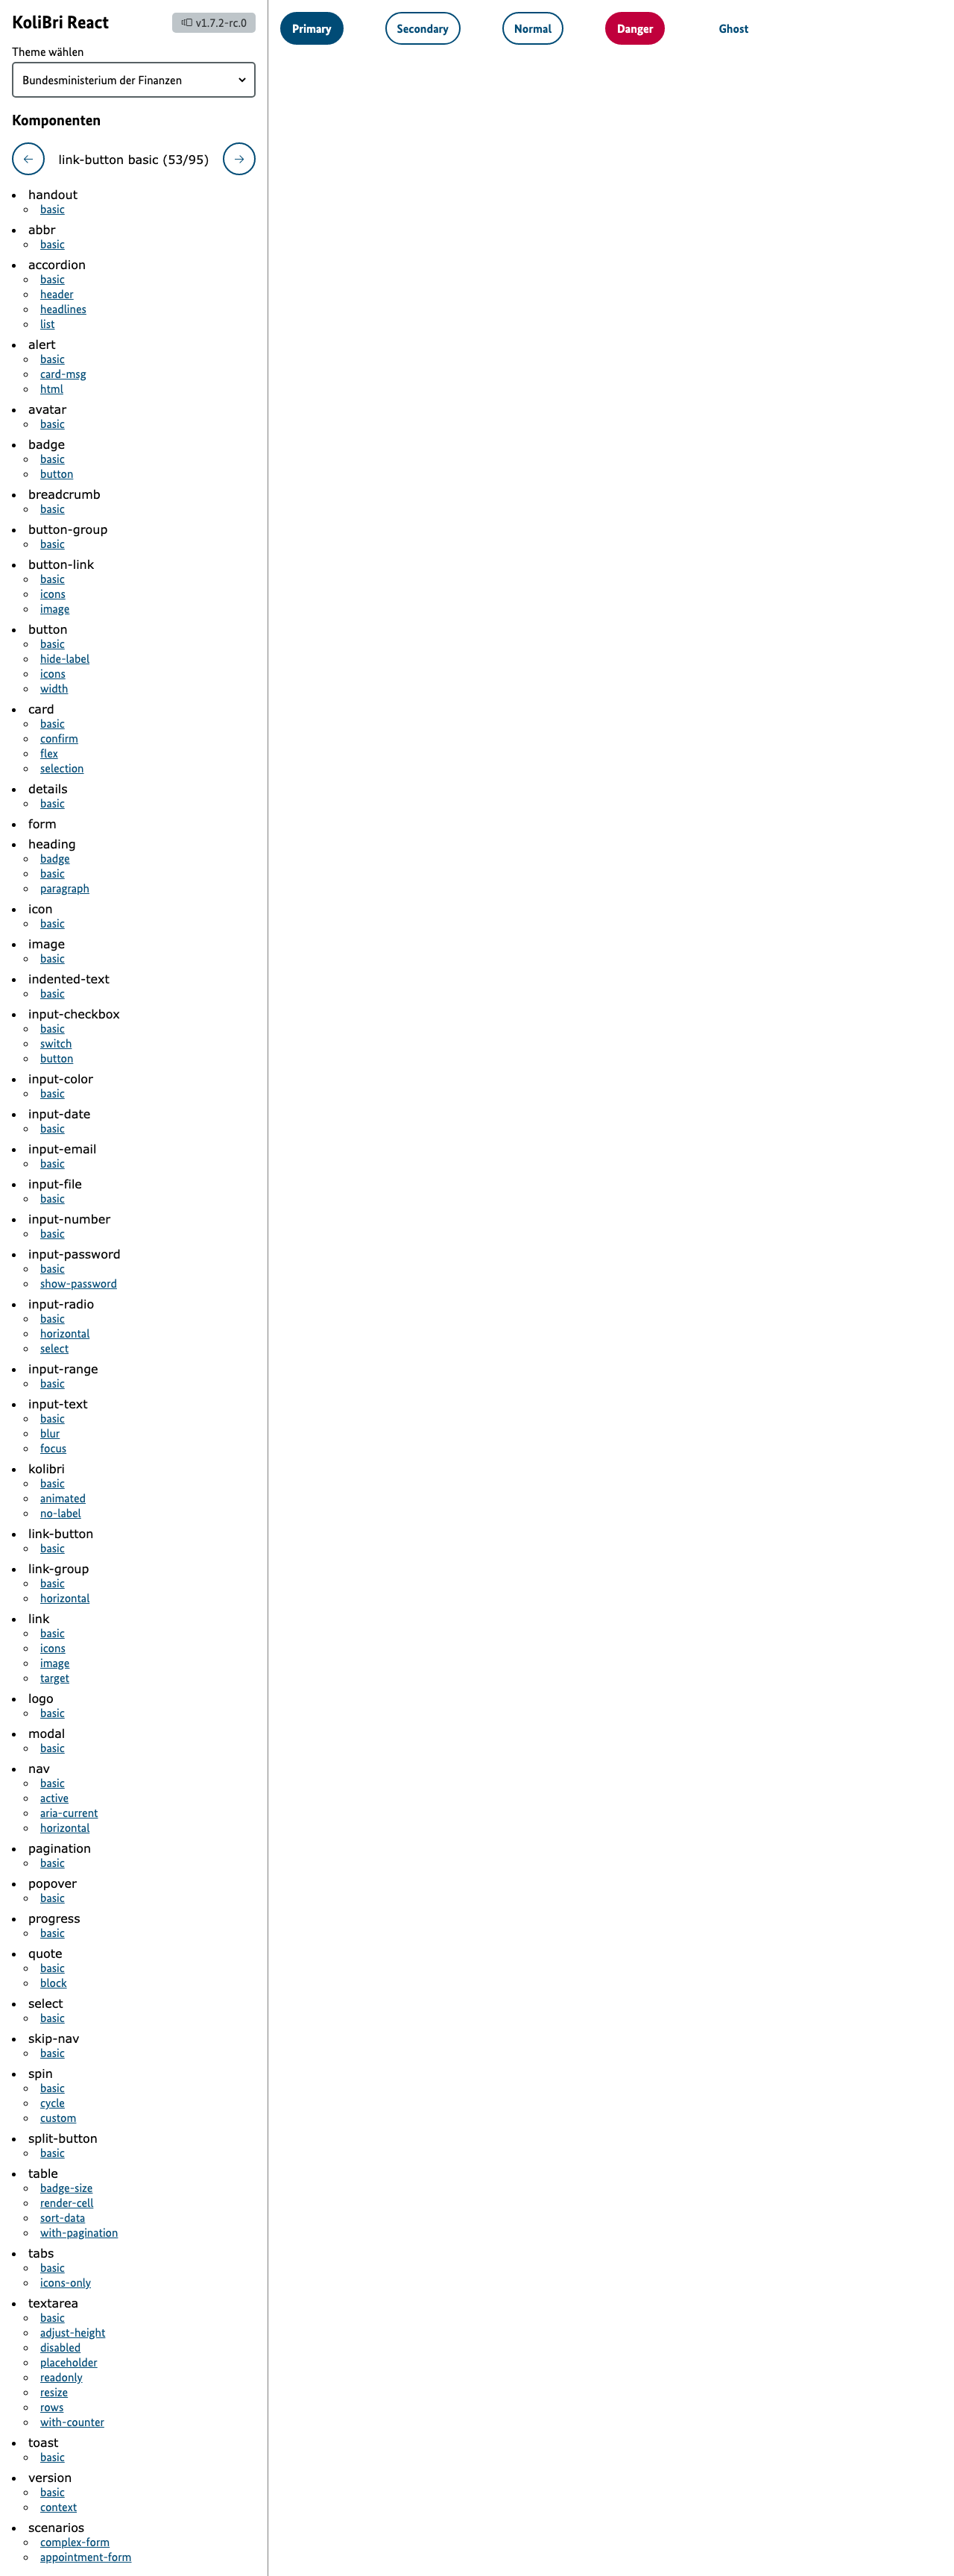 KoliBri React
v1.7.2-rc.0
Theme wählen
Bundesministerium der Finanzen
Komponenten
link-button basic (53/95)
handout
basic
abbr
basic
accordion
basic
header
headlines
list
alert
basic
card-msg
html
avatar
basic
badge
basic
button
breadcrumb
basic
button-group
basic
button-link
basic
icons
image
button
basic
hide-label
icons
width
card
basic
confirm
flex
selection
details
basic
form
heading
badge
basic
paragraph
icon
basic
image
basic
indented-text
basic
input-checkbox
basic
switch
button
input-color
basic
input-date
basic
input-email
basic
input-file
basic
input-number
basic
input-password
basic
show-password
input-radio
basic
horizontal
select
input-range
basic
input-text
basic
blur
focus
kolibri
basic
animated
no-label
link-button
basic
link-group
basic
horizontal
link
basic
icons
image
target
logo
basic
modal
basic
nav
basic
active
aria-current
horizontal
pagination
basic
popover
basic
progress
basic
quote
basic
block
select
basic
skip-nav
basic
spin
basic
cycle
custom
split-button
basic
table
badge-size
render-cell
sort-data
with-pagination
tabs
basic
icons-only
textarea
basic
adjust-height
disabled
placeholder
readonly
resize
rows
with-counter
toast
basic
version
basic
context
scenarios
complex-form
appointment-form
Primary
Secondary
Normal
Danger
Ghost